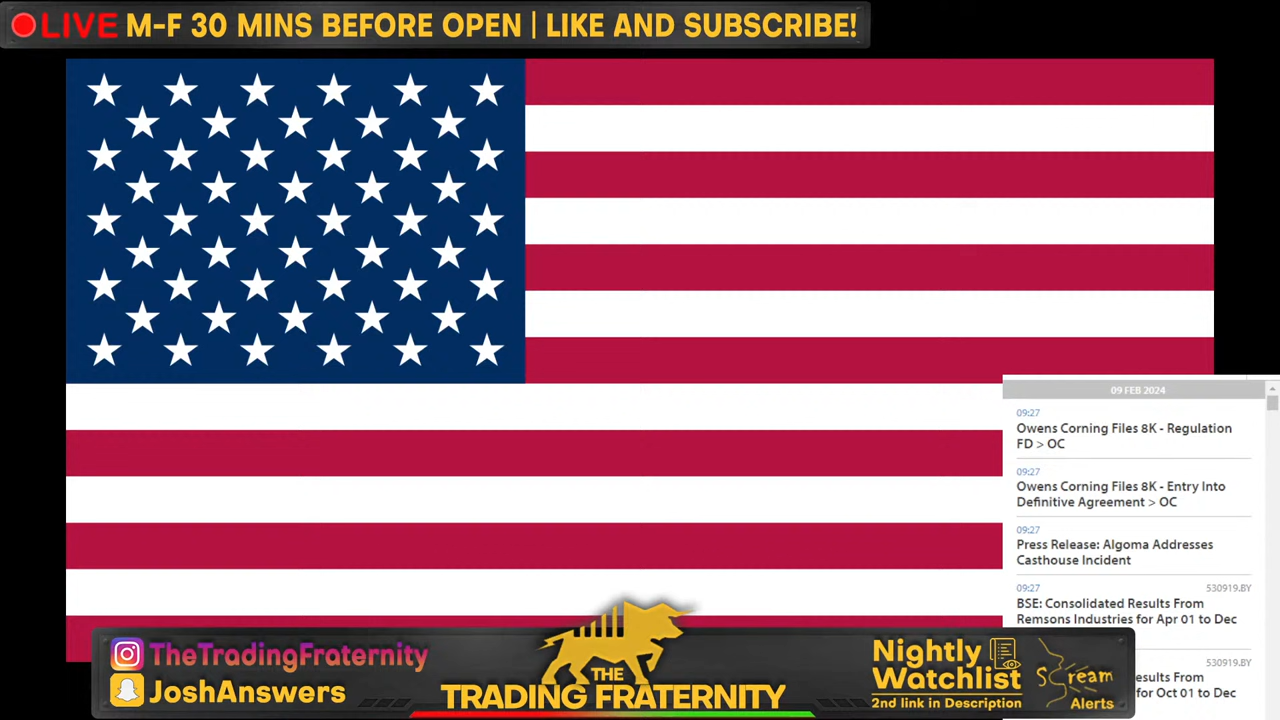 LIVE M-F 30 MINS BEFORE OPEN | LIKE AND SUBSCRIBE!
09 FEB 2024
09:27
Owens Corning Files 8K - Regulation
FD > OC
09:27
Owens Corning Files 8K - Entry Into
Definitive Agreement > OC
09:27
Press Release: Algoma Addresses
Casthouse Incident
09:27 530919.BY
BSE: Consolidated Results From
Remsons Industries for Apr 01 to Dec
530919.BY
esults From
for Oct 01 to Dec
TheTradingFraternity
JoshAnswers
THE
TRADING FRATERNITY
Nightly
Watchlist
2nd link in Description
Scream
Alerts